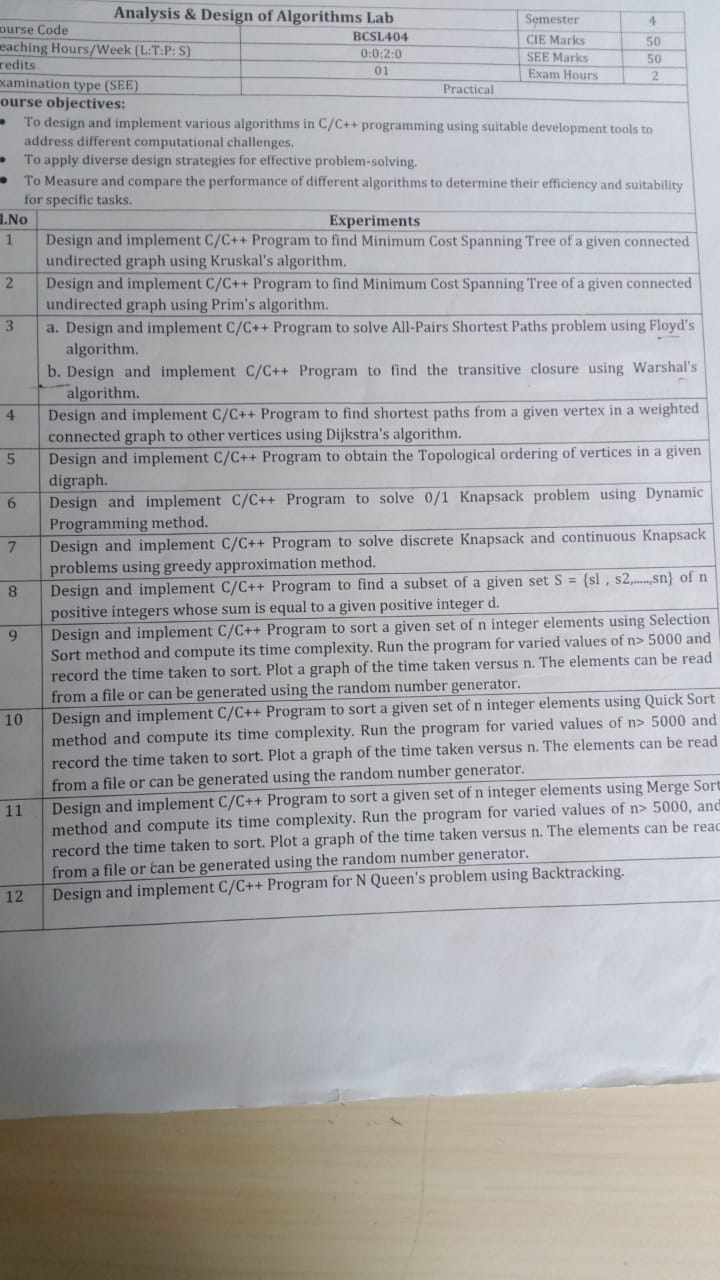 Analysis & Design of Algorithms Lab Semester 4
ourse Code BCSL404 CIE Marks 50
eaching Hours/Week (L:T:P: S) 0:0:2:0 SEE Marks 50
redits 01 Exam Hours 2
xamination type (SEE) Practical
ourse objectives:
• To design and implement various algorithms in C/C++ programming using suitable development tools to
address different computational challenges.
• To apply diverse design strategies for effective problem-solving.
• To Measure and compare the performance of different algorithms to determine their efficiency and suitability
for specific tasks.
l.No Experiments
1 Design and implement C/C++ Program to find Minimum Cost Spanning Tree of a given connected
undirected graph using Kruskal's algorithm.
2 Design and implement C/C++ Program to find Minimum Cost Spanning Tree of a given connected
undirected graph using Prim's algorithm.
3 a. Design and implement C/C++ Program to solve All-Pairs Shortest Paths problem using Floyd's
algorithm.
b. Design and implement C/C++ Program to find the transitive closure using Warshal's
algorithm.
4 Design and implement C/C++ Program to find shortest paths from a given vertex in a weighted
connected graph to other vertices using Dijkstra's algorithm.
5 Design and implement C/C++ Program to obtain the Topological ordering of vertices in a given
digraph.
6 Design and implement C/C++ Program to solve 0/1 Knapsack problem using Dynamic
Programming method.
7 Design and implement C/C++ Program to solve discrete Knapsack and continuous Knapsack
problems using greedy approximation method.
8 Design and implement C/C++ Program to find a subset of a given set S = {sl , s2,.....,sn} of n
positive integers whose sum is equal to a given positive integer d.
9 Design and implement C/C++ Program to sort a given set of n integer elements using Selection
Sort method and compute its time complexity. Run the program for varied values of n> 5000 and
record the time taken to sort. Plot a graph of the time taken versus n. The elements can be read
from a file or can be generated using the random number generator.
10 Design and implement C/C++ Program to sort a given set of n integer elements using Quick Sort
method and compute its time complexity. Run the program for varied values of n> 5000 and
record the time taken to sort. Plot a graph of the time taken versus n. The elements can be read
from a file or can be generated using the random number generator.
11 Design and implement C/C++ Program to sort a given set of n integer elements using Merge Sort
method and compute its time complexity. Run the program for varied values of n> 5000, and
record the time taken to sort. Plot a graph of the time taken versus n. The elements can be read
from a file or can be generated using the random number generator.
12 Design and implement C/C++ Program for N Queen's problem using Backtracking.